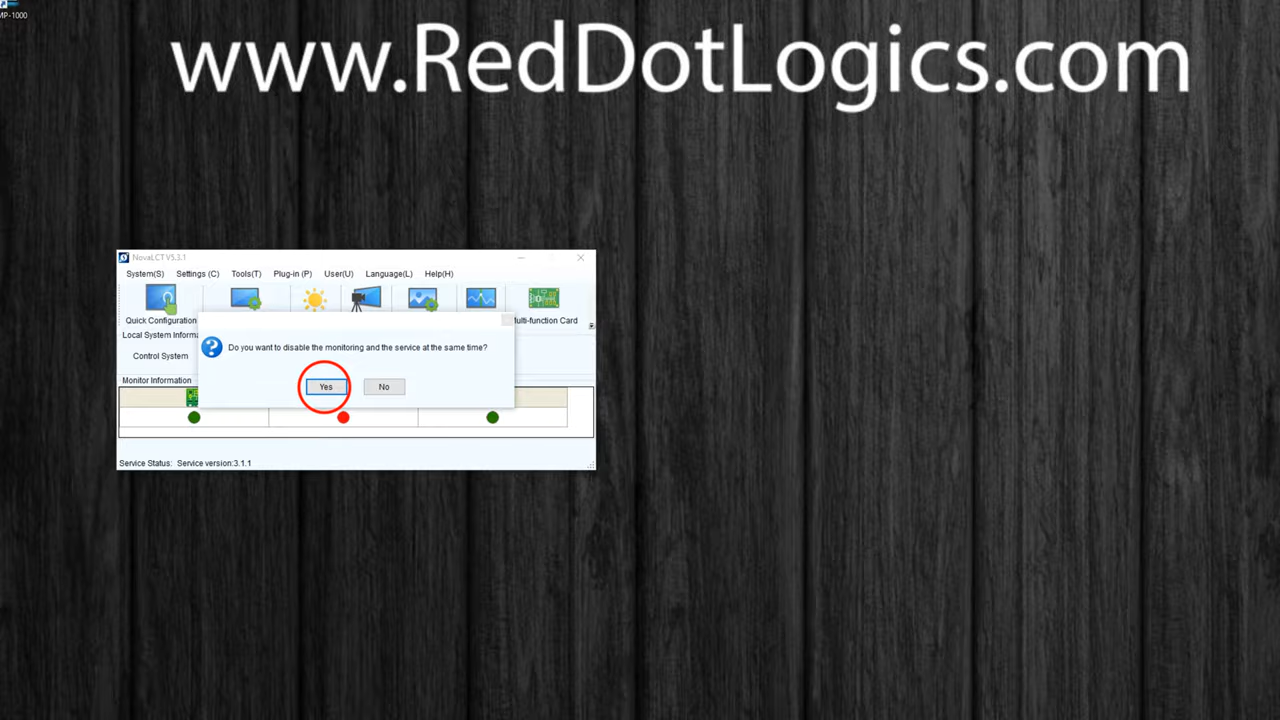 MP-1000
www.RedDotLogics.com
NovaLCT V5.3.1
System(S) Settings (C) Tools(T) Plug-in (P) User(U) Language(L) Help(H)
Quick Configuration
Multi-function Card
Local System Informa
Do you want to disable the monitoring and the service at the same time?
Control System
Monitor Information
Yes No
Service Status: Service version:3.1.1